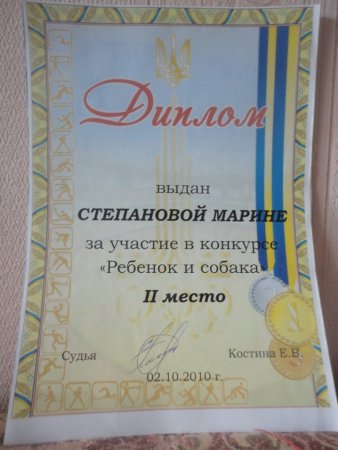 Диплом
выдан
СТЕПАНОВОЙ МАРИНЕ
за участие в конкурсе
«Ребенок и собака»
II место
Судья Костина Е.В.
02.10.2010 г.